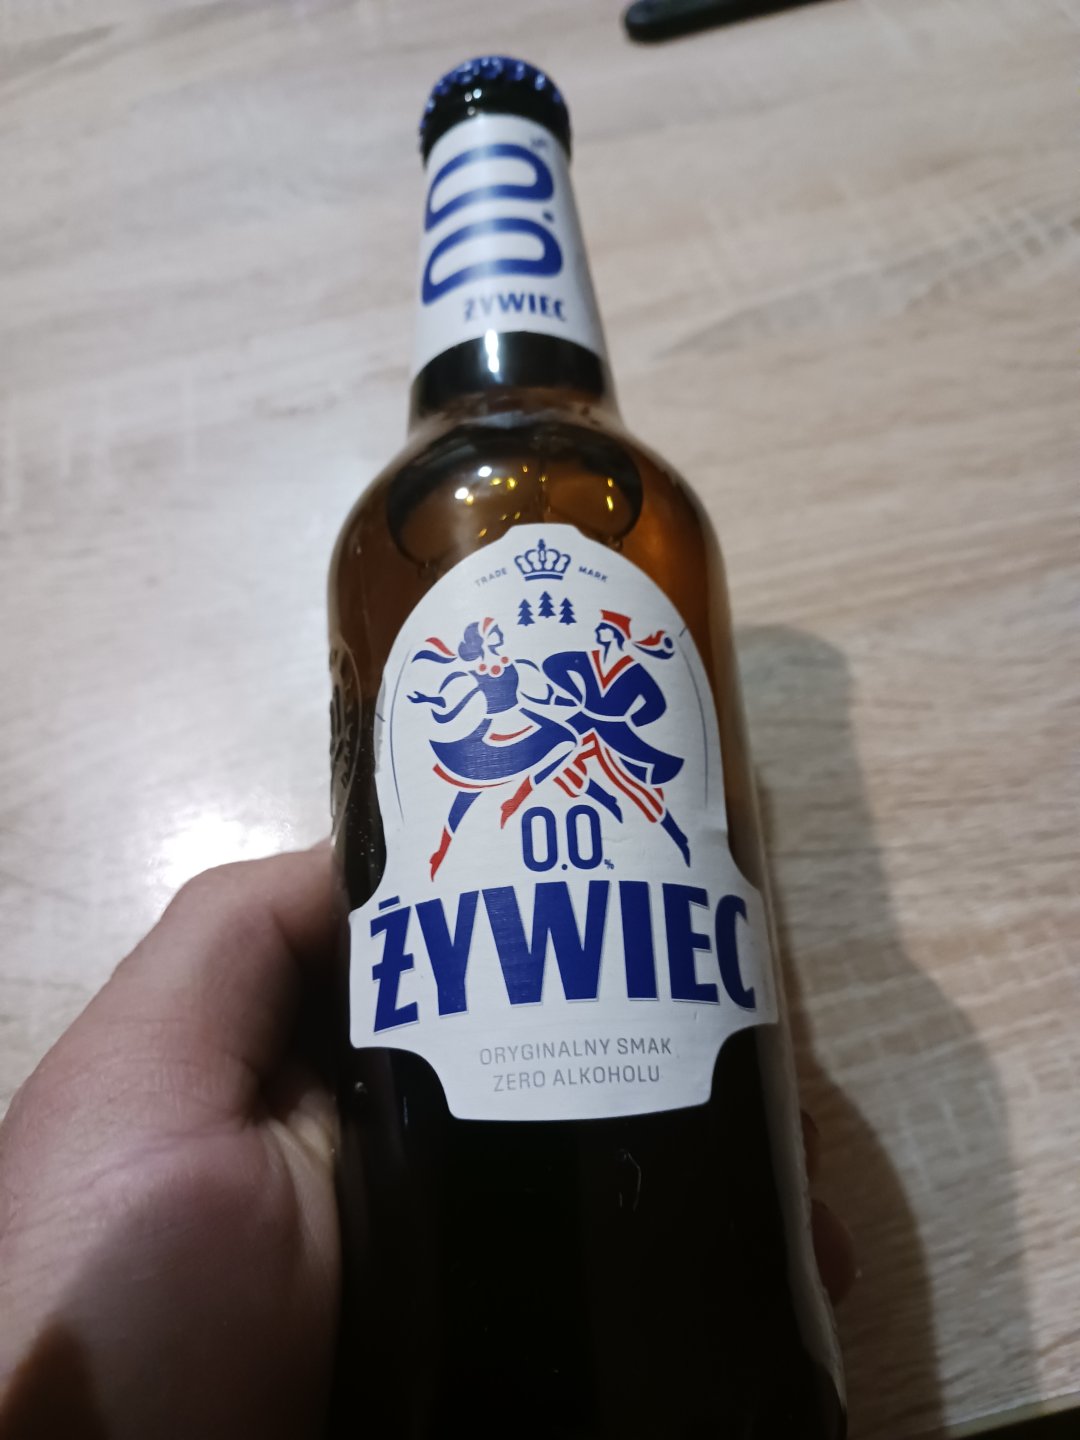 0.0%
ŻYWIEC
TRADE MARK
0.0%
ŻYWIEC
ORYGINALNY SMAK
ZERO ALKOHOLU